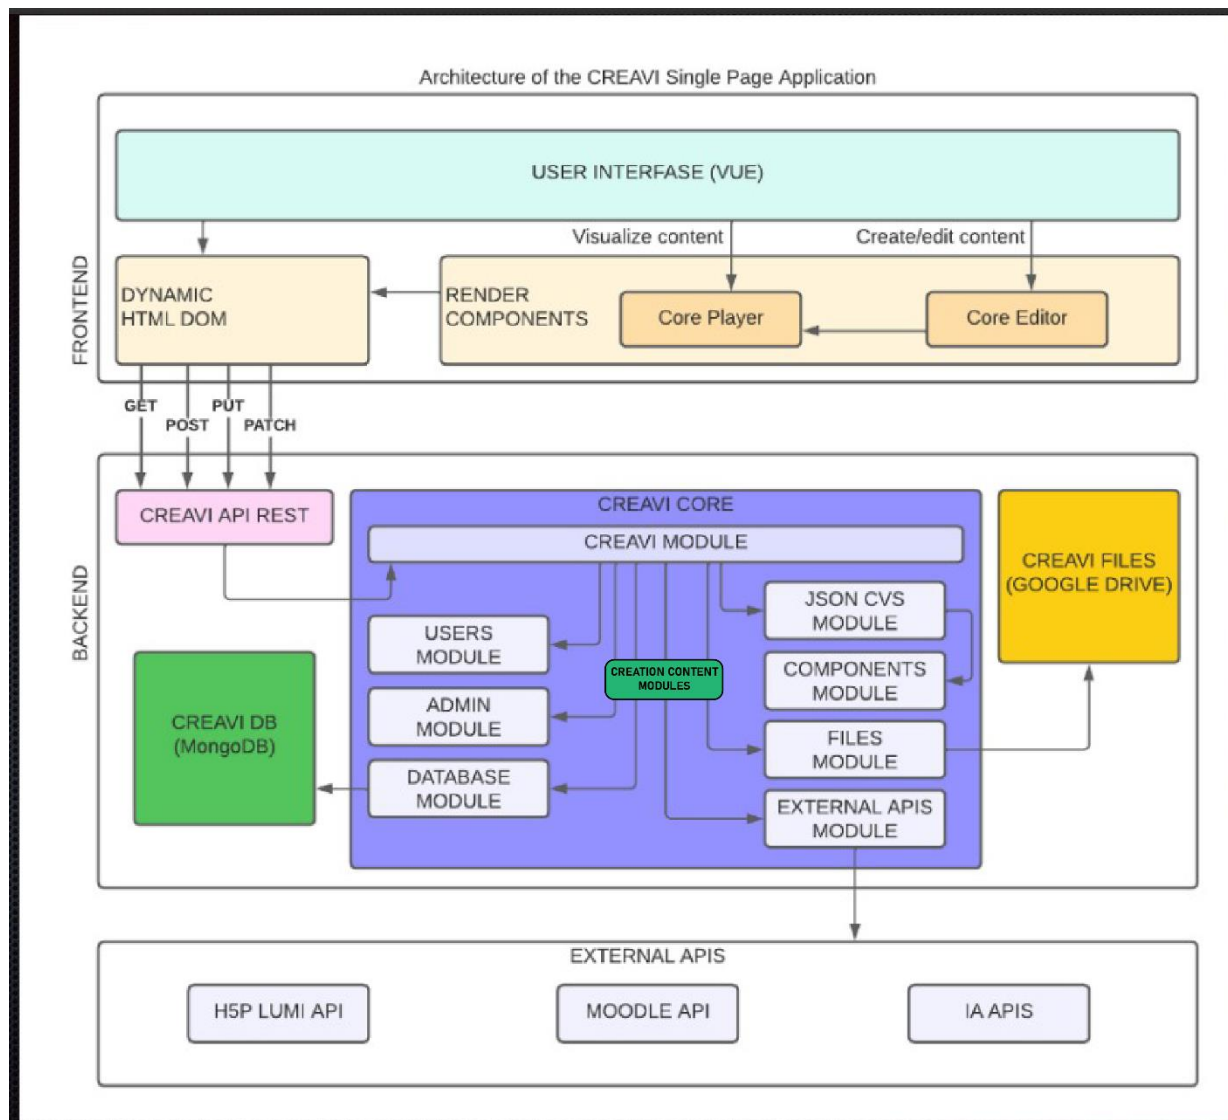 Architecture of the CREAVI Single Page Application
FRONTEND
USER INTERFASE (VUE)
Visualize content
Create/edit content
DYNAMIC
HTML DOM
RENDER
COMPONENTS
Core Player
Core Editor
GET
POST
PUT
PATCH
BACKEND
CREAVI API REST
CREAVI CORE
CREAVI MODULE
USERS
MODULE
ADMIN
MODULE
DATABASE
MODULE
CREATION CONTENT
MODULES
JSON CVS
MODULE
COMPONENTS
MODULE
FILES
MODULE
EXTERNAL APIS
MODULE
CREAVI FILES
(GOOGLE DRIVE)
CREAVI DB
(MongoDB)
EXTERNAL APIS
H5P LUMI API
MOODLE API
IA APIS